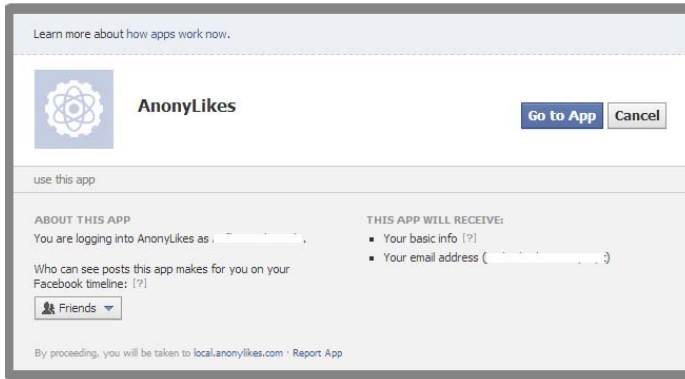 Learn more about how apps work now.
AnonyLikes
Go to App
Cancel
use this app
ABOUT THIS APP
You are logging into AnonyLikes as
Who can see posts this app makes for you on your
Facebook timeline: [?]
Friends
THIS APP WILL RECEIVE:
Your basic info [?]
Your email address (
By proceeding, you will be taken to local.anonylikes.com · Report App